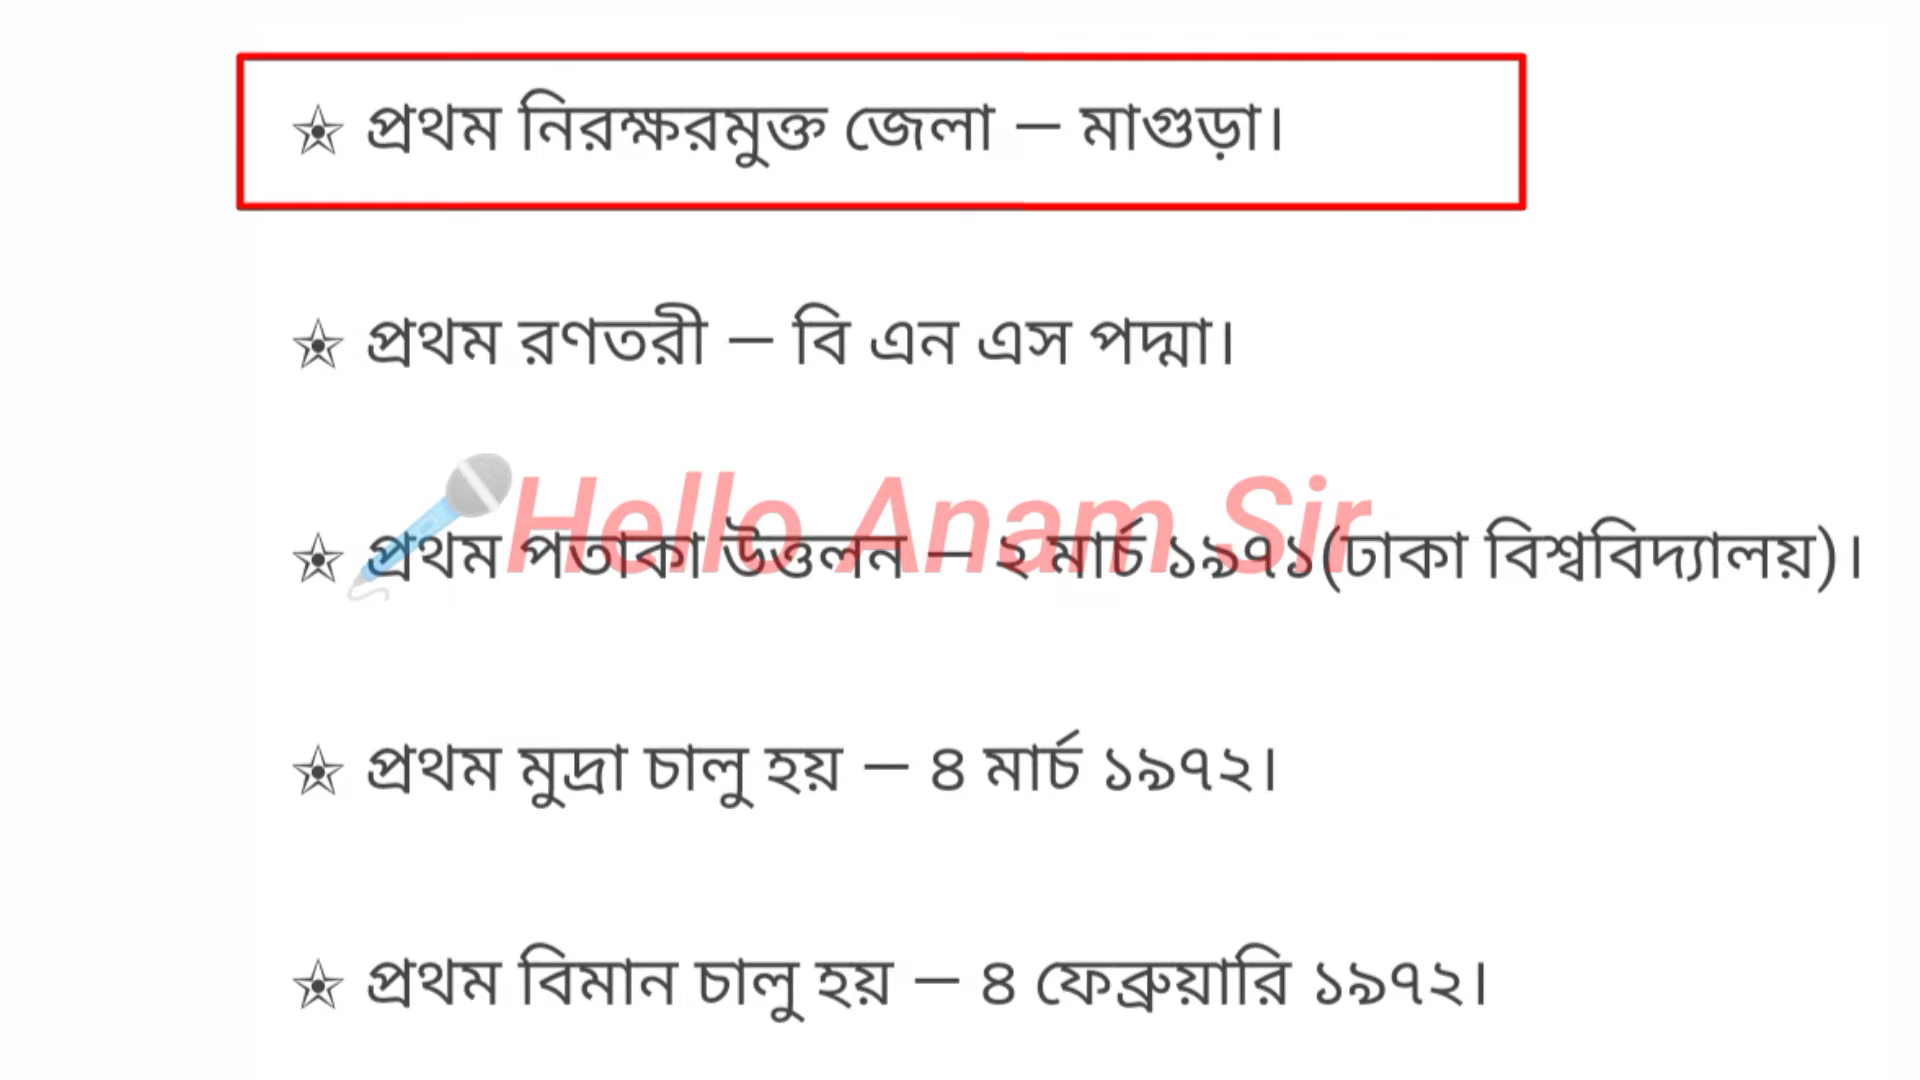 ✯ প্রথম নিরক্ষরমুক্ত জেলা – মাগুড়া।
✯ প্রথম রণতরী – বি এন এস পদ্মা।
Hello Anam Sir
✯ প্রথম পতাকা উত্তলন – ২ মার্চ ১৯৭১(ঢাকা বিশ্ববিদ্যালয়)।
✯ প্রথম মুদ্রা চালু হয় – ৪ মার্চ ১৯৭২।
✯ প্রথম বিমান চালু হয় – ৪ ফেব্রুয়ারি ১৯৭২।